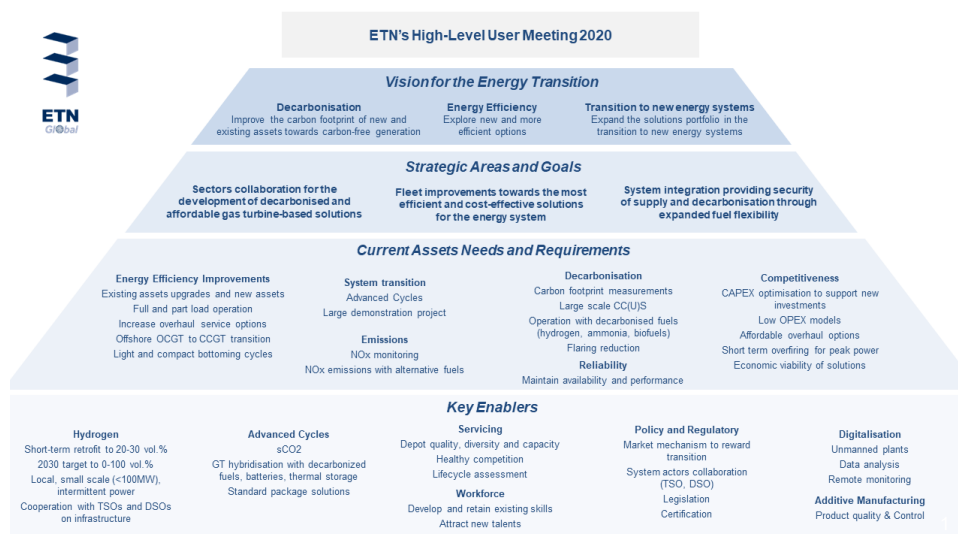 ETN's High-Level User Meeting 2020
ETN
Global
Vision for the Energy Transition
Decarbonisation
Improve the carbon footprint of new and
existing assets towards carbon-free generation
Energy Efficiency
Explore new and more
efficient options
Transition to new energy systems
Expand the solutions portfolio in the
transition to new energy systems
Strategic Areas and Goals
Sectors collaboration for the
development of decarbonised and
affordable gas turbine-based solutions
Fleet improvements towards the most
efficient and cost-effective solutions
for the energy system
System integration providing security
of supply and decarbonisation through
expanded fuel flexibility
Current Assets Needs and Requirements
Energy Efficiency Improvements
Existing assets upgrades and new assets
Full and part load operation
Increase overhaul service options
Offshore OCGT to CCGT transition
Light and compact bottoming cycles
System transition
Advanced Cycles
Large demonstration project
Emissions
NOx monitoring
NOx emissions with alternative fuels
Decarbonisation
Carbon footprint measurements
Large scale CC(U)S
Operation with decarbonised fuels
(hydrogen, ammonia, biofuels)
Flaring reduction
Reliability
Maintain availability and performance
Competitiveness
CAPEX optimisation to support new
investments
Low OPEX models
Affordable overhaul options
Short term overfiring for peak power
Economic viability of solutions
Key Enablers
Hydrogen
Short-term retrofit to 20-30 vol.%
2030 target to 0-100 vol.%
Local, small scale (<100MW),
intermittent power
Cooperation with TSOs and DSOs
on infrastructure
Advanced Cycles
sCO2
GT hybridisation with decarbonized
fuels, batteries, thermal storage
Standard package solutions
Servicing
Depot quality, diversity and capacity
Healthy competition
Lifecycle assessment
Workforce
Develop and retain existing skills
Attract new talents
Policy and Regulatory
Market mechanism to reward
transition
System actors collaboration
(TSO, DSO)
Legislation
Certification
Digitalisation
Unmanned plants
Data analysis
Remote monitoring
Additive Manufacturing
Product quality & Control
1